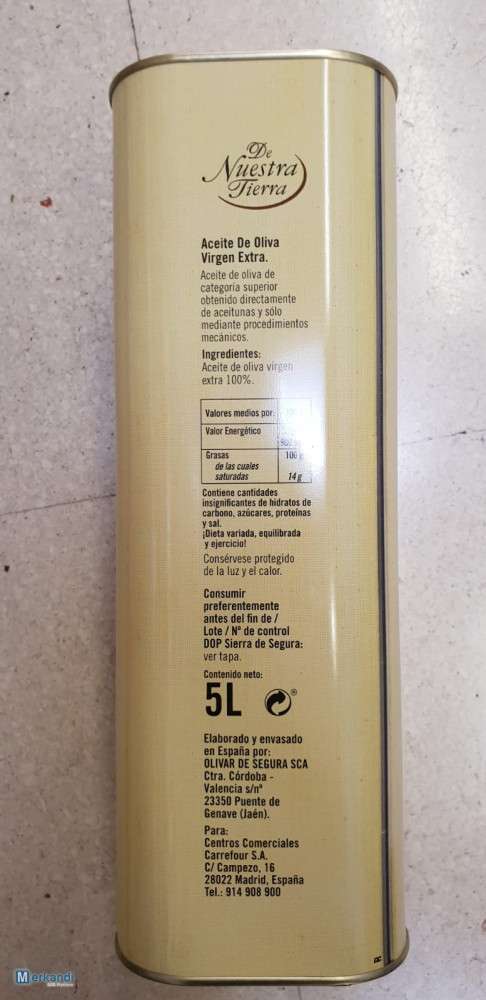 De
Nuestra
Tierra
Aceite De Oliva
Virgen Extra.
Aceite de oliva de
categoría superior
obtenido directamente
de aceitunas y sólo
mediante procedimientos
mecánicos.
Ingredientes:
Aceite de oliva virgen
extra 100%.
Valores medios por:
Valor Energético
Grasas 100 g
de las cuales
saturadas 14 g
Contiene cantidades
insignificantes de hidratos de
carbono, azúcares, proteínas
y sal.
¡Dieta variada, equilibrada
y ejercicio!
Consérvese protegido
de la luz y el calor.
Consumir
preferentemente
antes del fin de /
Lote / Nº de control
DOP Sierra de Segura:
ver tapa.
Contenido neto:
5L ®
Elaborado y envasado
en España por:
OLIVAR DE SEGURA SCA
Ctra. Córdoba -
Valencia s/nº
23350 Puente de
Genave (Jaén).
Para:
Centros Comerciales
Carrefour S.A.
C/ Campezo, 16
28022 Madrid, España
Tel.: 914 908 900
Merkandi